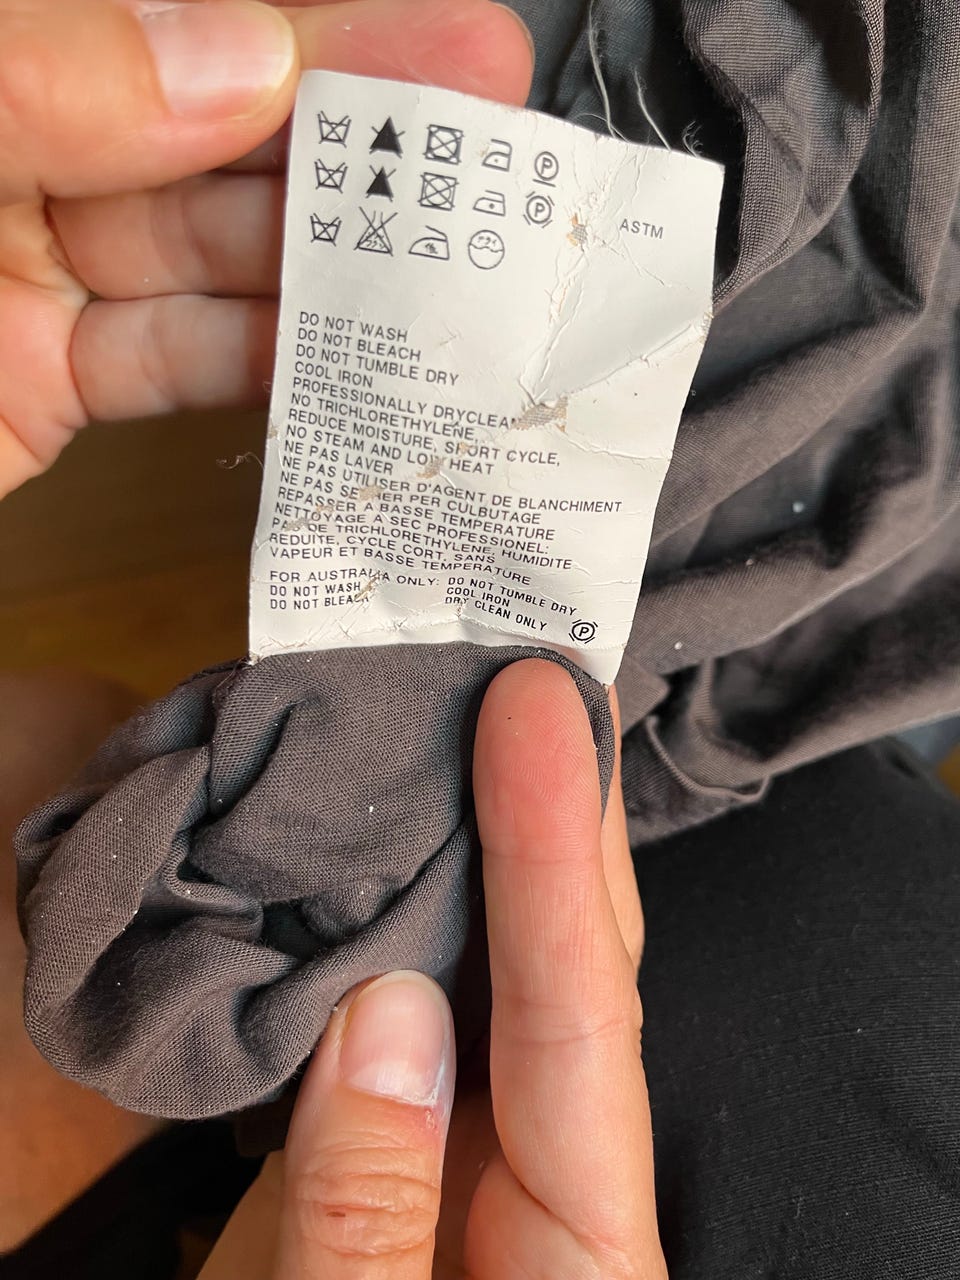 P
P
ASTM
DO NOT WASH
DO NOT BLEACH
DO NOT TUMBLE DRY
COOL IRON
PROFESSIONALLY DRYCLEAN
NO TRICHLORETHYLENE,
REDUCE MOISTURE, SHORT CYCLE,
NO STEAM AND LOW HEAT
NE PAS LAVER
NE PAS UTILISER D'AGENT DE BLANCHIMENT
NE PAS SECHER PER CULBUTAGE
REPASSER A BASSE TEMPERATURE
NETTOYAGE A SEC PROFESSIONEL:
PAS DE TRICHLORETHYLENE, HUMIDITE
REDUITE, CYCLE CORT, SANS
VAPEUR ET BASSE TEMPERATURE
FOR AUSTRALIA ONLY: DO NOT TUMBLE DRY
DO NOT WASH COOL IRON
DO NOT BLEACH DRY CLEAN ONLY P